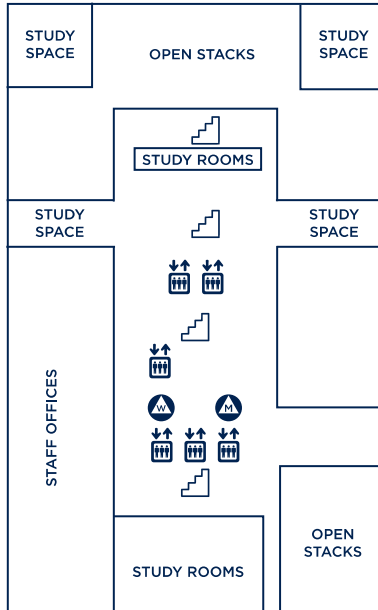 STUDY
SPACE
OPEN STACKS
STUDY
SPACE
STUDY ROOMS
STUDY
SPACE
STUDY
SPACE
STAFF OFFICES
W
M
OPEN
STACKS
STUDY ROOMS